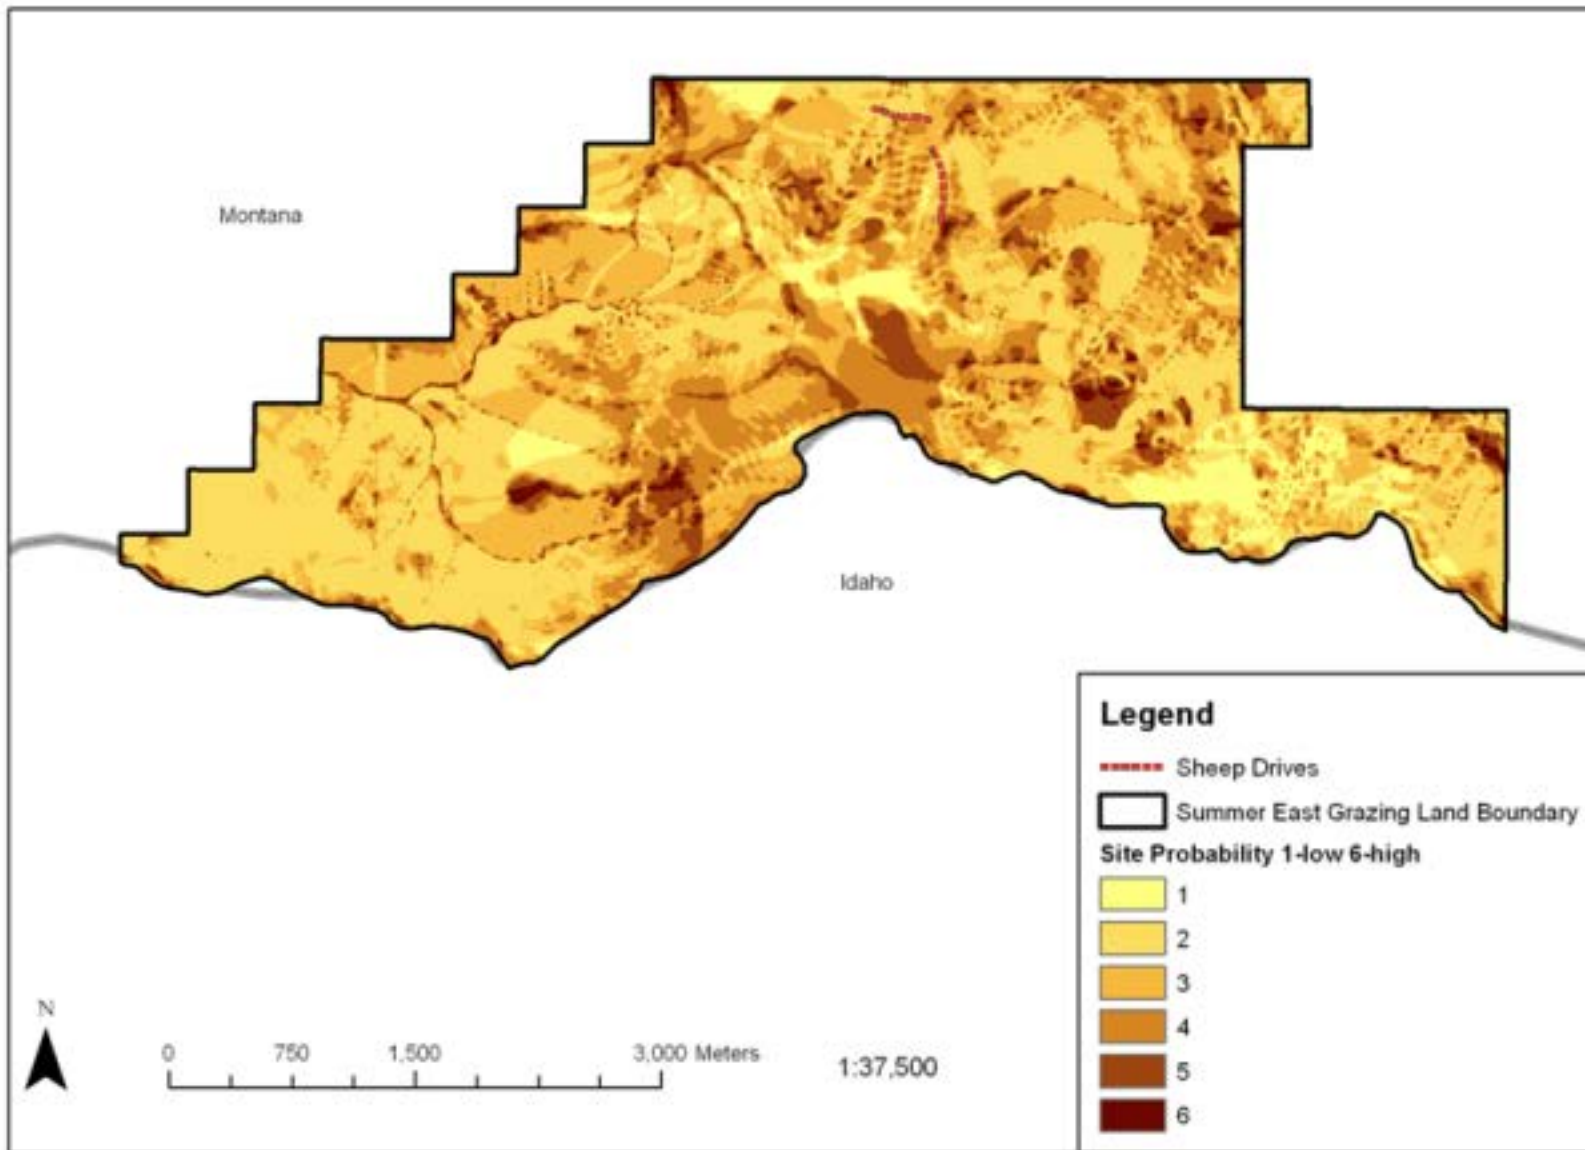 Montana
Idaho
Legend
Sheep Drives
Summer East Grazing Land Boundary
Site Probability 1-low 6-high
1
2
3
4
5
6
N
0 750 1,500 3,000 Meters
1:37,500